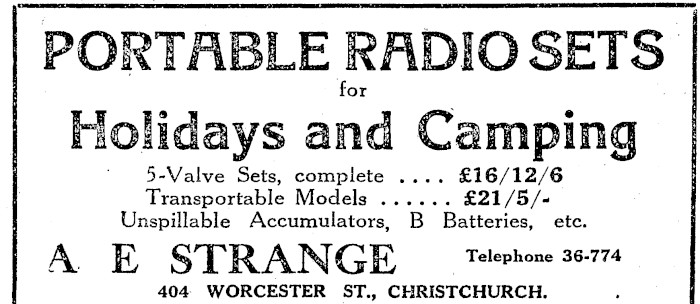 PORTABLE RADIO SETS
for
Holidays and Camping
5-Valve Sets, complete .... £16/12/6
Transportable Models ...... £21/5/-
Unspillable Accumulators, B Batteries, etc.
A E STRANGE Telephone 36-774
404 WORCESTER ST., CHRISTCHURCH.